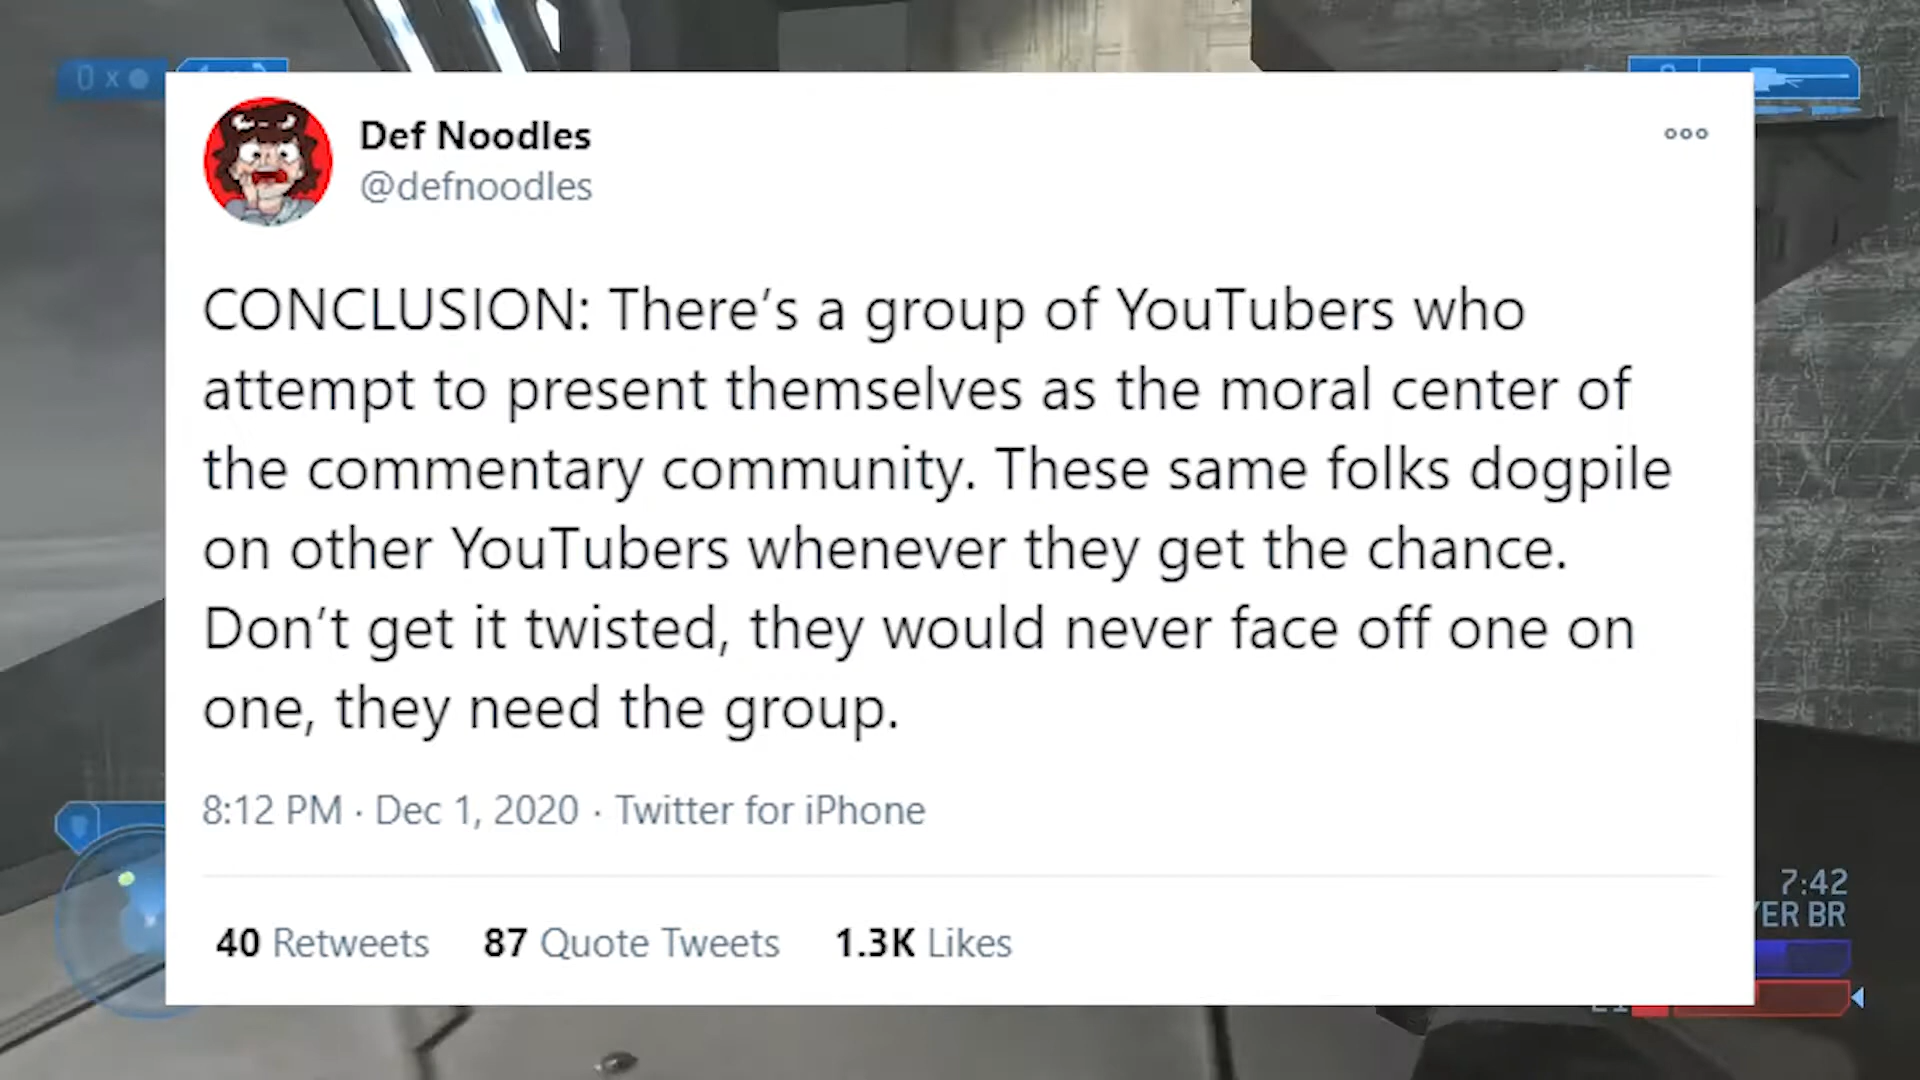 0 x
Def Noodles
@defnoodles
CONCLUSION: There’s a group of YouTubers who
attempt to present themselves as the moral center of
the commentary community. These same folks dogpile
on other YouTubers whenever they get the chance.
Don’t get it twisted, they would never face off one on
one, they need the group.
8:12 PM · Dec 1, 2020 · Twitter for iPhone
7:42
YER BR
40 Retweets 87 Quote Tweets 1.3K Likes